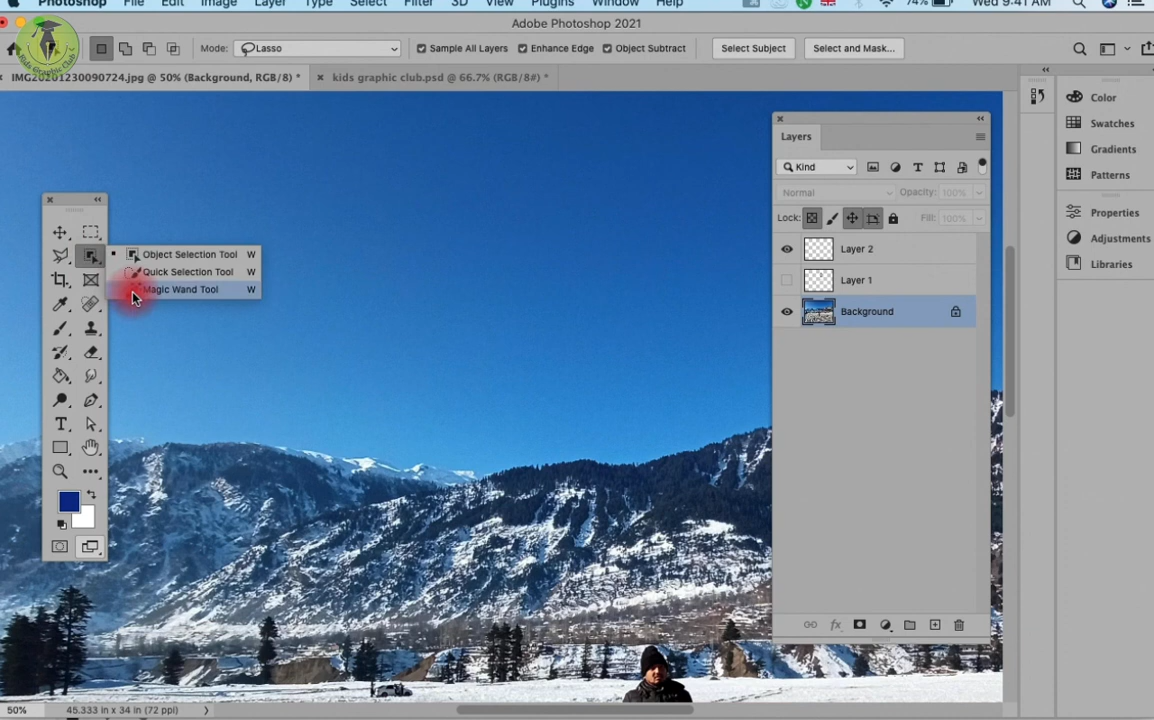 Photoshop File Edit Image Layer Type Select Filter 3D View Plugins Window Help 74% Wed 9:41 AM
Adobe Photoshop 2021
Kids Graphic Club
Mode: Lasso Sample All Layers Enhance Edge Object Subtract Select Subject Select and Mask...
IMG20201230090724.jpg @ 50% (Background, RGB/8) * × kids graphic club.psd @ 66.7% (RGB/8#) *
Layers
Kind
Normal Opacity: 100%
Lock: Fill: 100%
Layer 2
Layer 1
Background
Object Selection Tool W
Quick Selection Tool W
Magic Wand Tool W
Color
Swatches
Gradients
Patterns
Properties
Adjustments
Libraries
50% 45.333 in x 34 in (72 ppi)